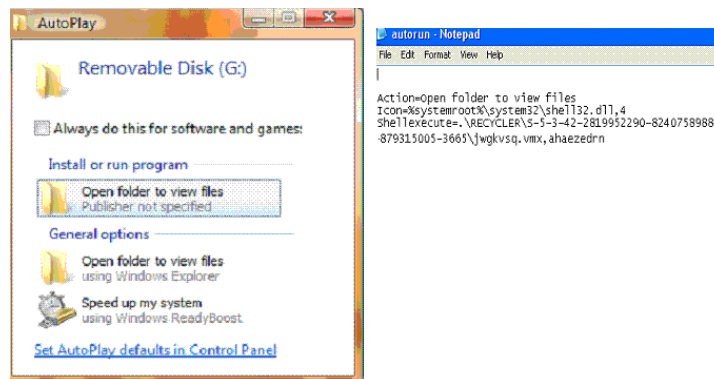 AutoPlay
Removable Disk (G:)
Always do this for software and games:
Install or run program
Open folder to view files
Publisher not specified
General options
Open folder to view files
using Windows Explorer
Speed up my system
using Windows ReadyBoost
Set AutoPlay defaults in Control Panel
autorun - Notepad
File Edit Format View Help
Action=Open folder to view files
Icon=%systemroot%\system32\shell32.dll,4
Shellexecute=.\RECYCLER\S-5-3-42-2819952290-8240758988
-879315005-3665\jwgkvsq.vmx,ahaezedrn